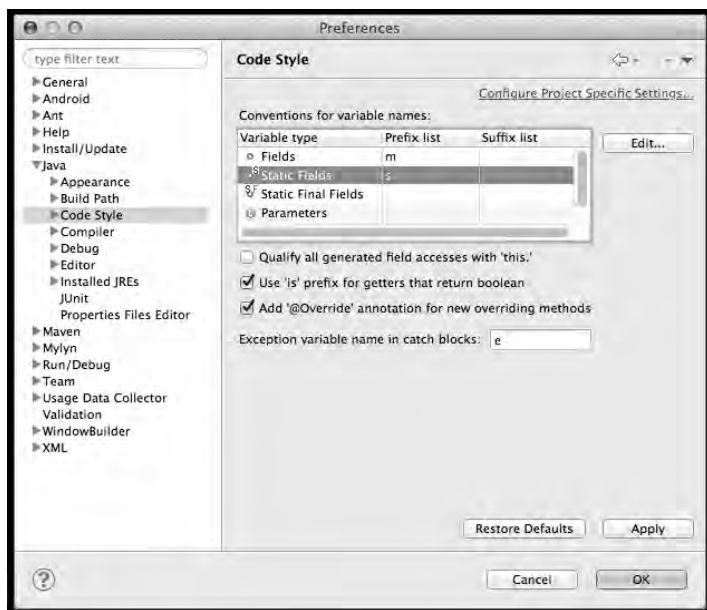 Preferences
type filter text
General
Android
Ant
Help
Install/Update
Java
Appearance
Build Path
Code Style
Compiler
Debug
Editor
Installed JREs
JUnit
Properties Files Editor
Maven
Mylyn
Run/Debug
Team
Usage Data Collector
Validation
WindowBuilder
XML
Code Style
Configure Project Specific Settings...
Conventions for variable names:
Variable type Prefix list Suffix list
Fields m
S Static Fields s
SF Static Final Fields
Parameters
Edit...
Qualify all generated field accesses with 'this.'
Use 'is' prefix for getters that return boolean
Add '@Override' annotation for new overriding methods
Exception variable name in catch blocks: e
Restore Defaults Apply
? Cancel OK